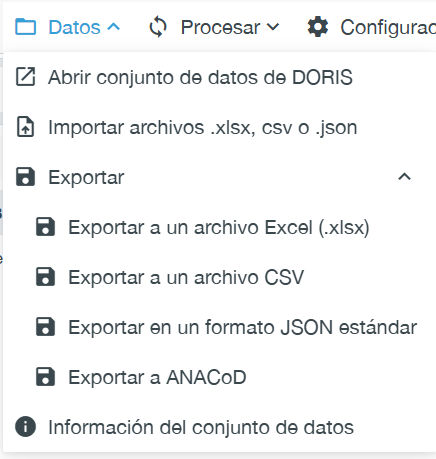 Datos Procesar Configurac
Abrir conjunto de datos de DORIS
Importar archivos .xlsx, csv o .json
Exportar
Exportar a un archivo Excel (.xlsx)
Exportar a un archivo CSV
Exportar en un formato JSON estándar
Exportar a ANACoD
Información del conjunto de datos